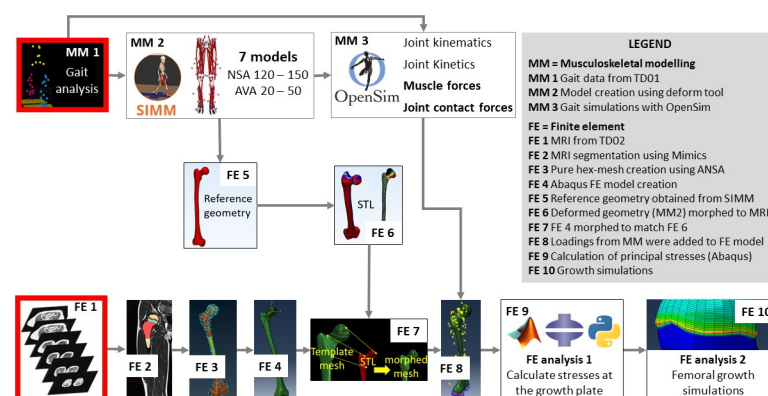 MM 1
Gait
analysis
MM 2
SIMM
7 models
NSA 120 – 150
AVA 20 – 50
MM 3
OpenSim
Joint kinematics
Joint Kinetics
Muscle forces
Joint contact forces
LEGEND
MM = Musculoskeletal modelling
MM 1 Gait data from TD01
MM 2 Model creation using deform tool
MM 3 Gait simulations with OpenSim
FE = Finite element
FE 1 MRI from TD02
FE 2 MRI segmentation using Mimics
FE 3 Pure hex-mesh creation using ANSA
FE 4 Abaqus FE model creation
FE 5 Reference geometry obtained from SIMM
FE 6 Deformed geometry (MM2) morphed to MRI
FE 7 FE 4 morphed to match FE 6
FE 8 Loadings from MM were added to FE model
FE 9 Calculation of principal stresses (Abaqus)
FE 10 Growth simulations
FE 5
Reference
geometry
STL
FE 6
FE 1
FE 2
FE 3
FE 4
FE 7
Template
mesh
STL
morphed
mesh
FE 8
FE 9
FE analysis 1
Calculate stresses at
the growth plate
FE 10
FE analysis 2
Femoral growth
simulations